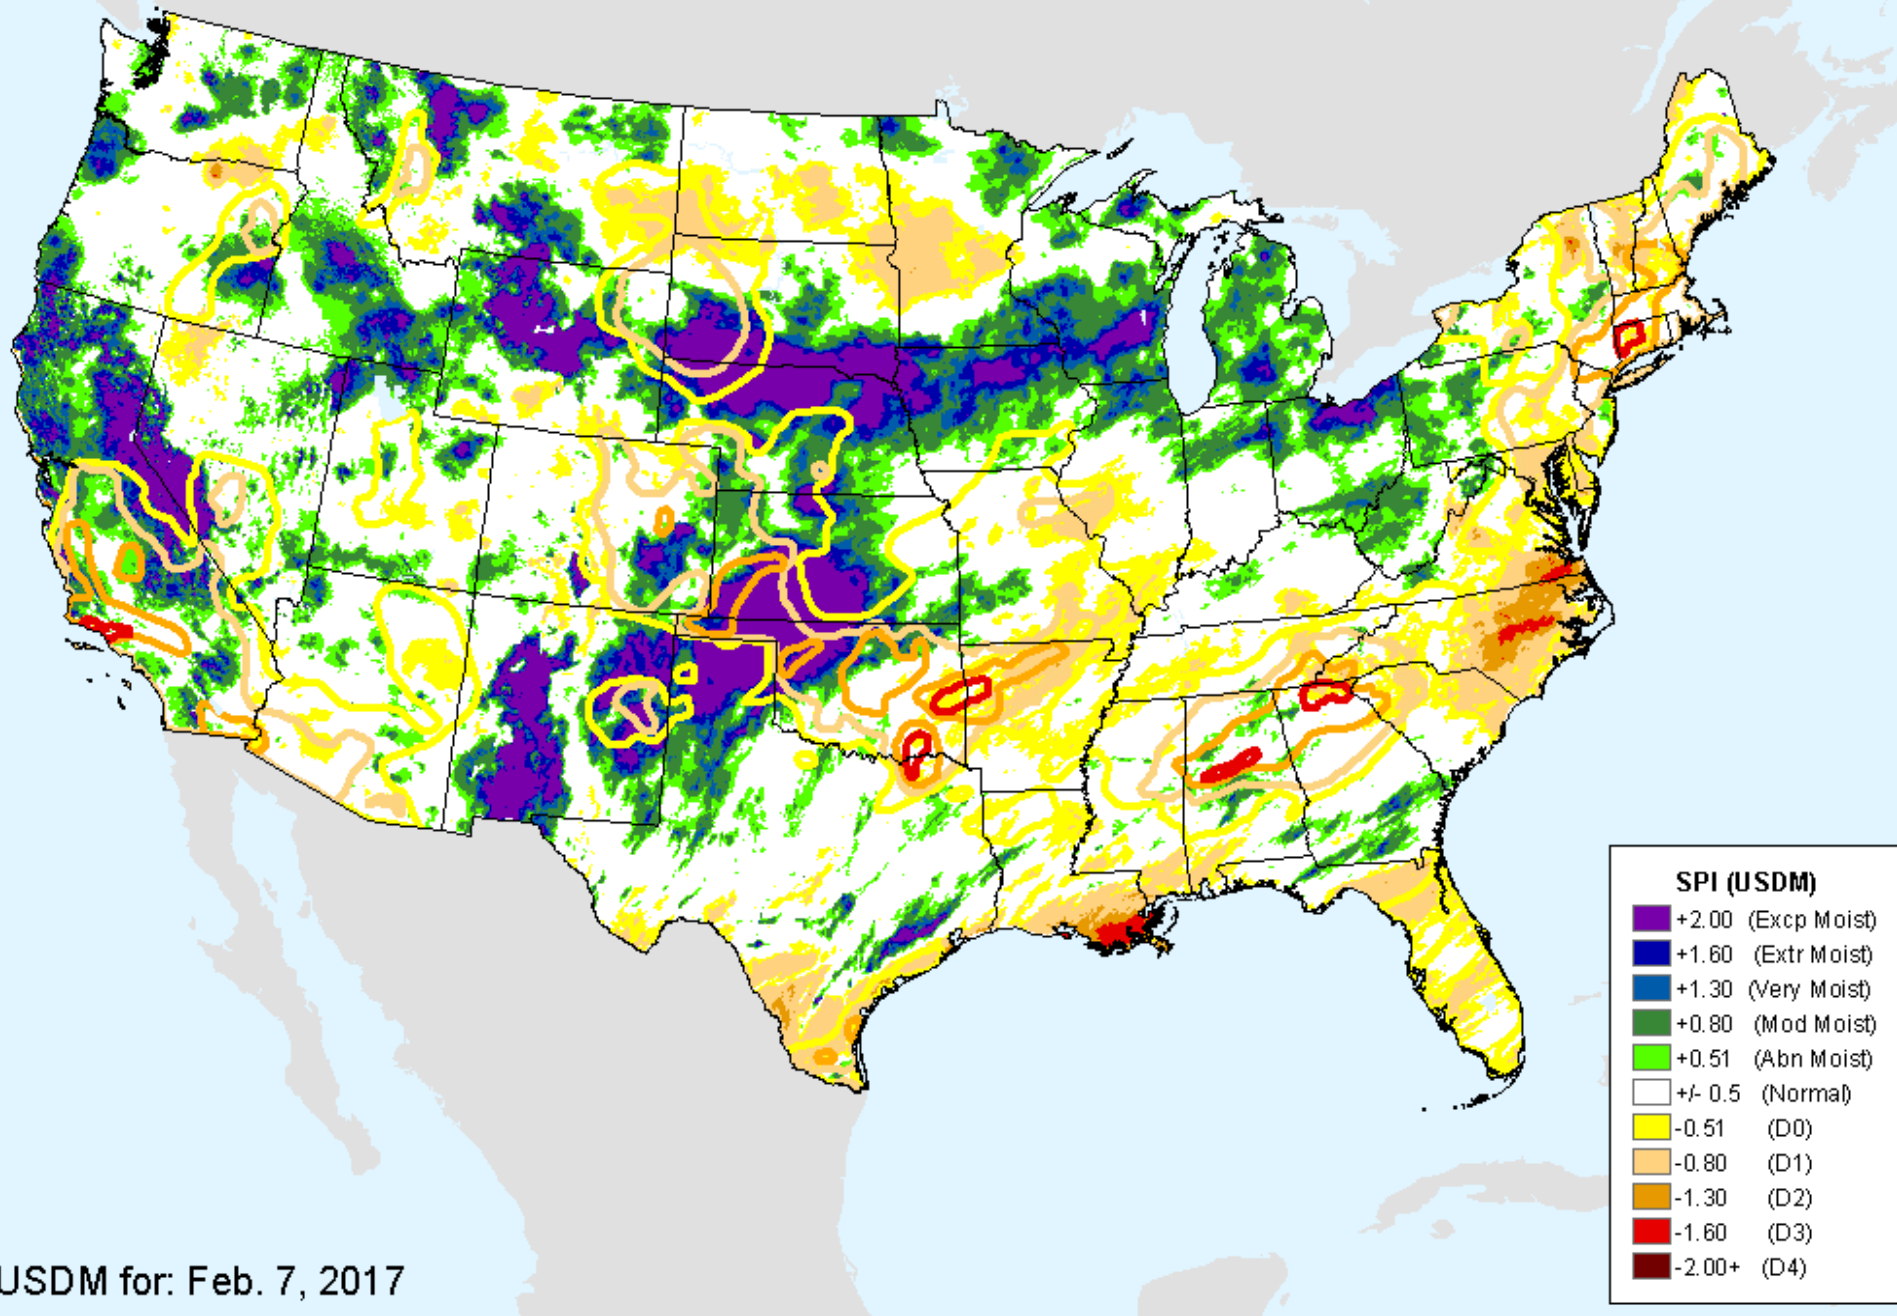 SPI (USDM)
+2.00 (Excp Moist)
+1.60 (Extr Moist)
+1.30 (Very Moist)
+0.80 (Mod Moist)
+0.51 (Abn Moist)
+/- 0.5 (Normal)
-0.51 (D0)
-0.80 (D1)
-1.30 (D2)
-1.60 (D3)
-2.00+ (D4)
USDM for: Feb. 7, 2017